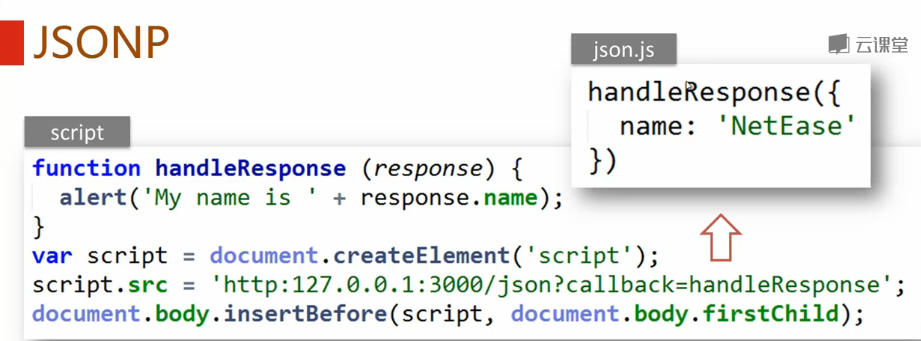 JSONP
云课堂
json.js
handleResponse({
  name: 'NetEase'
})
script
function handleResponse (response) {
  alert('My name is ' + response.name);
}
var script = document.createElement('script');
script.src = 'http:127.0.0.1:3000/json?callback=handleResponse';
document.body.insertBefore(script, document.body.firstChild);